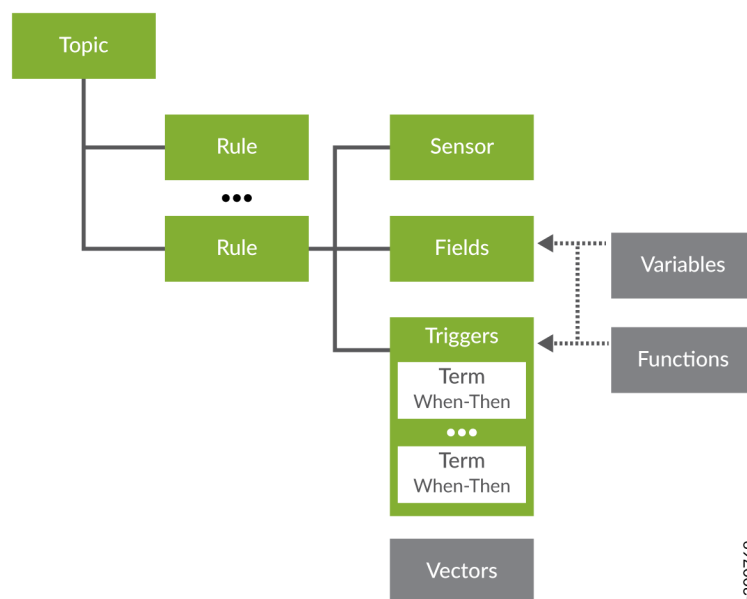 Topic
Rule
Sensor
•••
Rule
Fields
Variables
Triggers
Functions
Term
When-Then
•••
Term
When-Then
Vectors